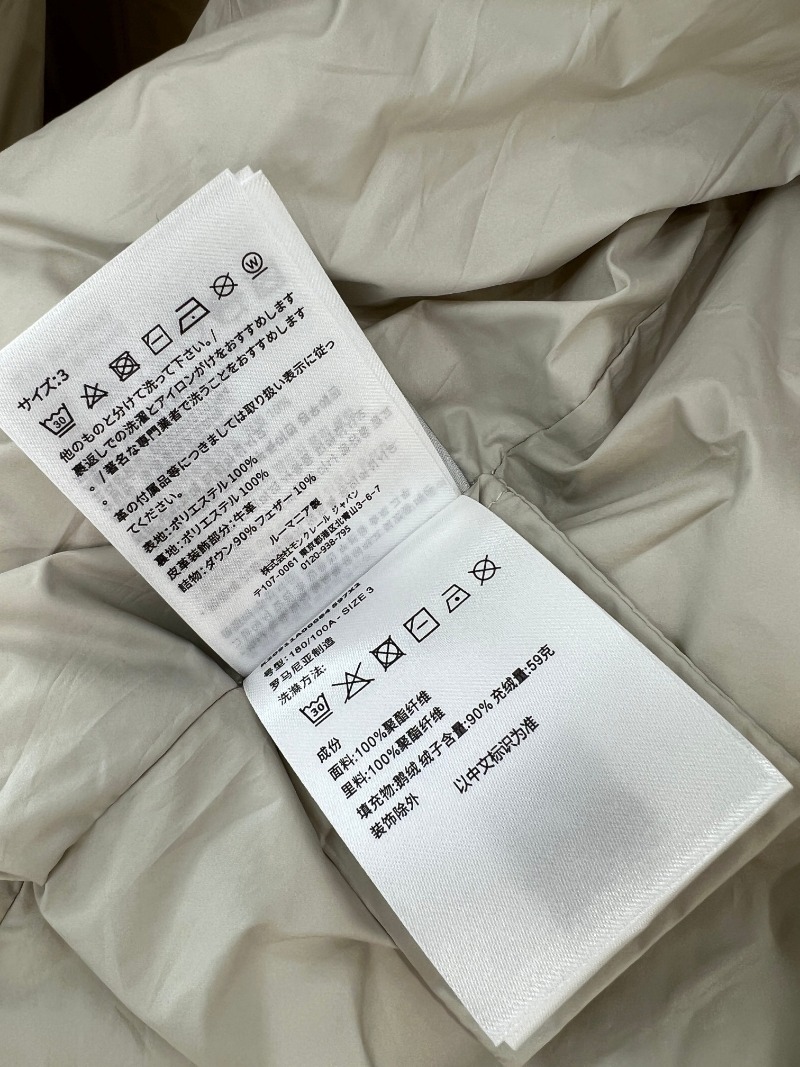 サイズ:3
30
W
他のものと分けて洗って下さい。/
裏返しでの洗濯とアイロンがけをおすすめします
。/ 著名な専門業者で洗うことをおすすめします
。
革の付属品等につきましては取り扱い表示に従っ
てください。
表地:ポリエステル 100%
裏地:ポリエステル 100%
皮革装飾部分:牛革
詰物:ダウン 90% フェザー 10%
ルーマニア製
株式会社モンクレール ジャパン
〒107-0061 東京都港区北青山3-6-7
0120-938-795
号型:180/100A - SIZE 3
罗马尼亚制造
洗涤方法:
30
成份
面料:100%聚酯纤维
里料:100%聚酯纤维
填充物:鹅绒 绒子含量:90% 充绒量:59克
装饰除外 以中文标识为准